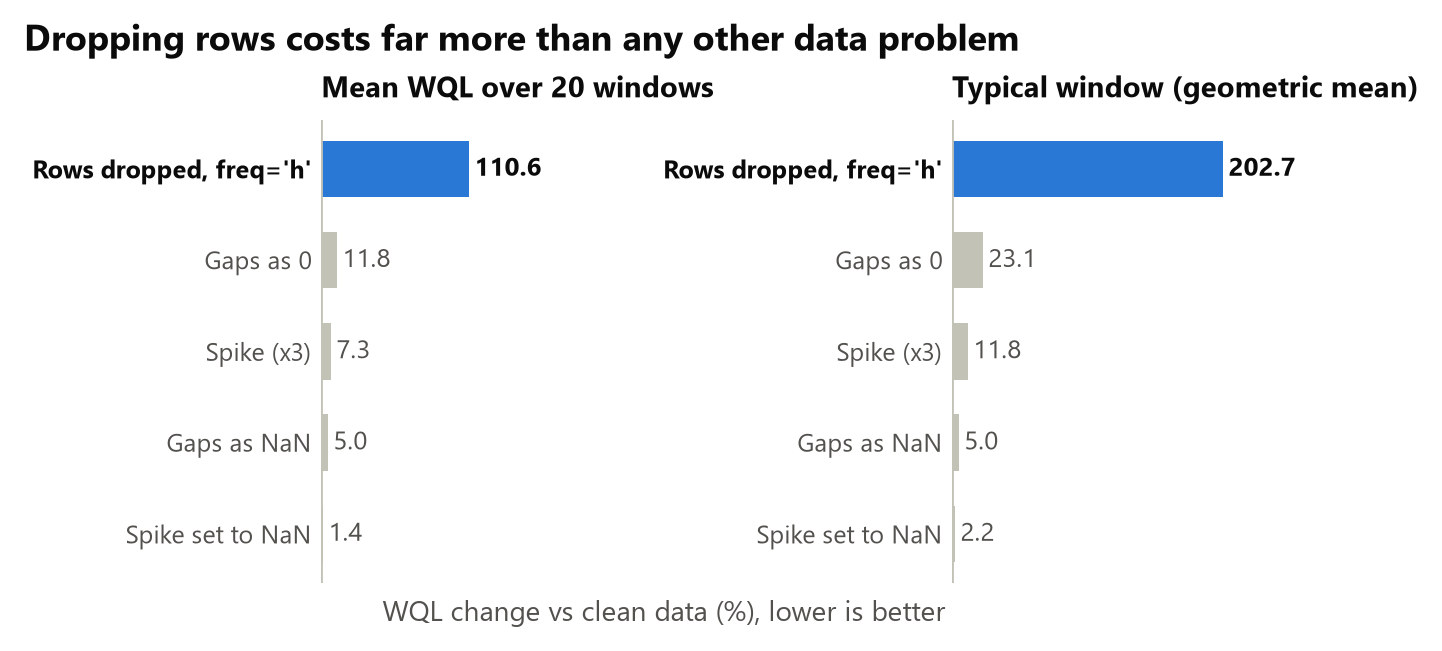 Dropping rows costs far more than any other data problem
Mean WQL over 20 windows
Rows dropped, freq='h' 110.6
Gaps as 0 11.8
Spike (x3) 7.3
Gaps as NaN 5.0
Spike set to NaN 1.4
Typical window (geometric mean)
Rows dropped, freq='h' 202.7
Gaps as 0 23.1
Spike (x3) 11.8
Gaps as NaN 5.0
Spike set to NaN 2.2
WQL change vs clean data (%), lower is better